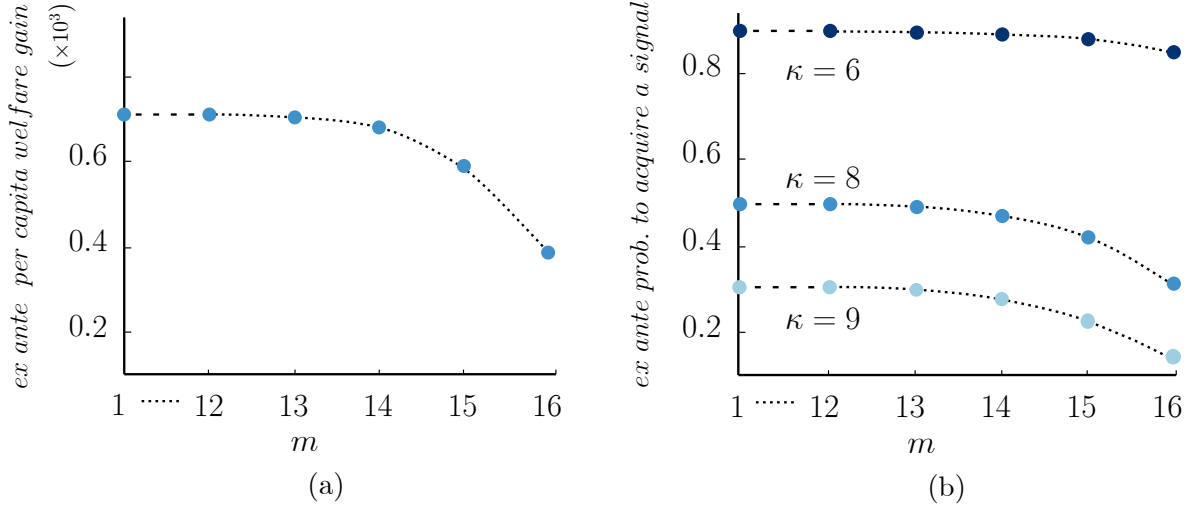 ex ante per capita welfare gain
(×10³)
0.6
0.4
0.2
1 ...... 12 13 14 15 16
m
(a)
ex ante prob. to acquire a signal
0.8
0.6
0.4
0.2
κ = 6
κ = 8
κ = 9
1 ...... 12 13 14 15 16
m
(b)